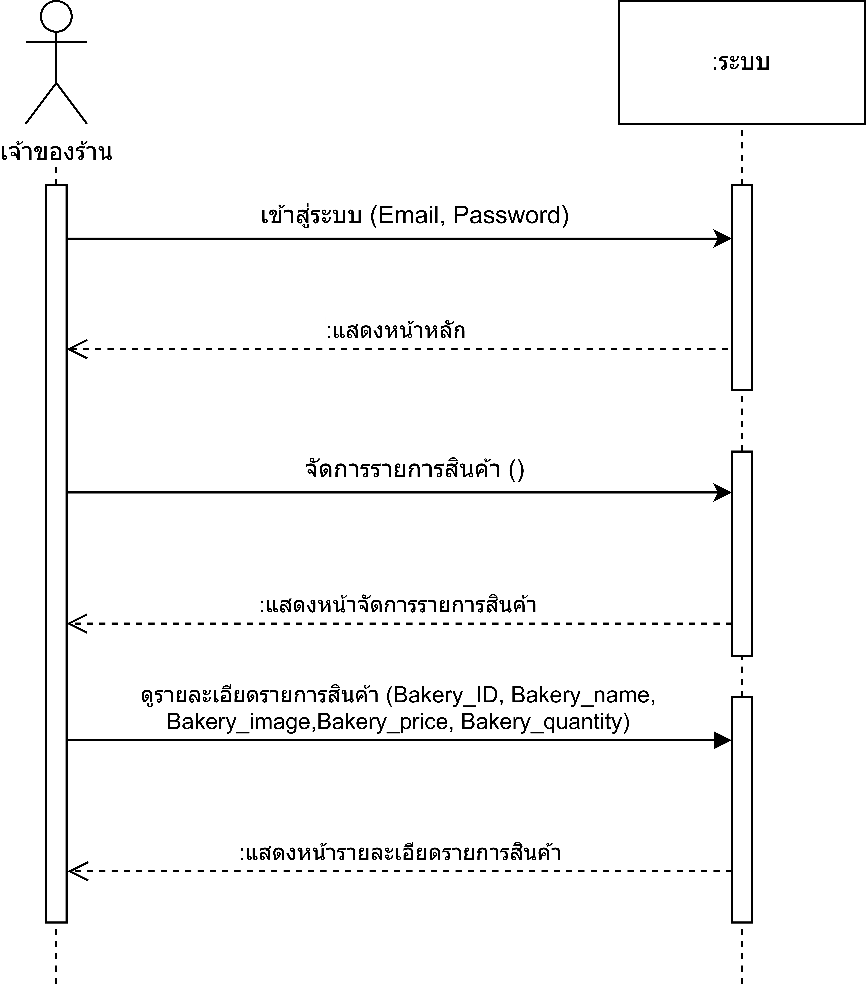 :ระบบ
เจ้าของร้าน
เข้าสู่ระบบ (Email, Password)
:แสดงหน้าหลัก
จัดการรายการสินค้า ()
:แสดงหน้าจัดการรายการสินค้า
ดูรายละเอียดรายการสินค้า (Bakery_ID, Bakery_name,
Bakery_image,Bakery_price, Bakery_quantity)
:แสดงหน้ารายละเอียดรายการสินค้า